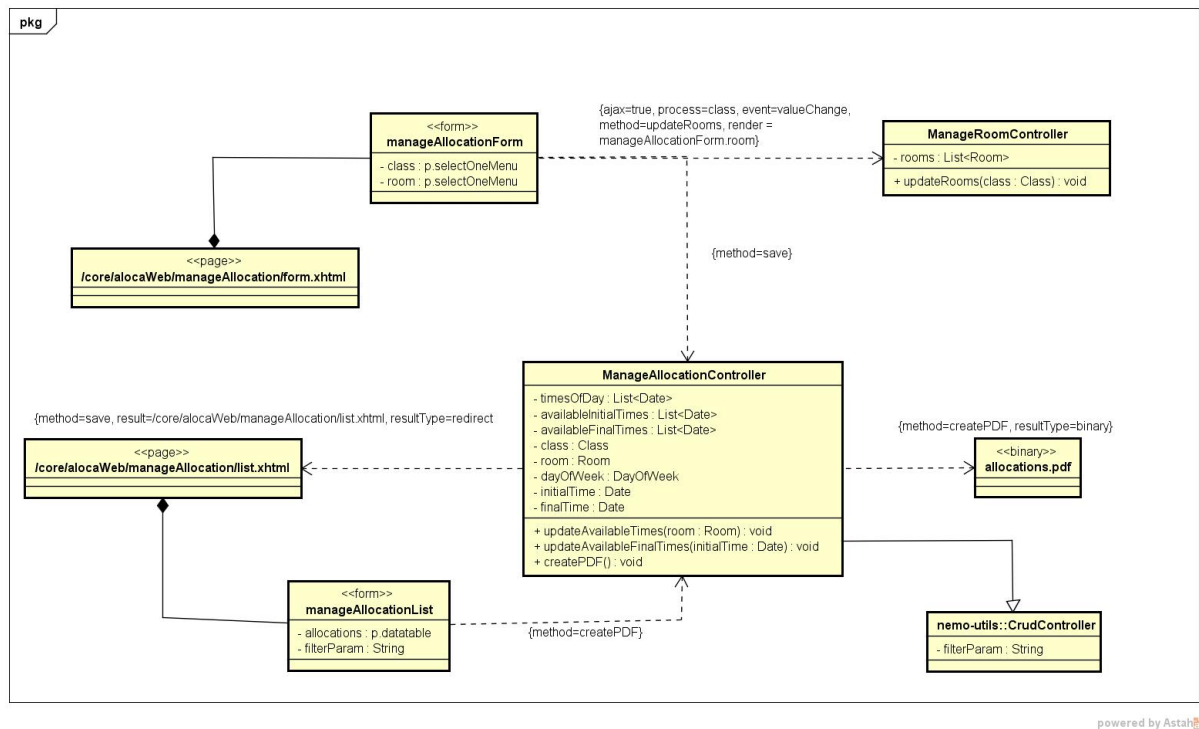 pkg
{ajax=true, process=class, event=valueChange,
method=updateRooms, render =
manageAllocationForm.room}
<<form>>
manageAllocationForm
- class : p.selectOneMenu
- room : p.selectOneMenu
ManageRoomController
- rooms : List<Room>
+ updateRooms(class : Class) : void
{method=save}
<<page>>
/core/alocaWeb/manageAllocation/form.xhtml
ManageAllocationController
- timesOfDay : List<Date>
- availableInitialTimes : List<Date>
- availableFinalTimes : List<Date>
- class : Class
- room : Room
- dayOfWeek : DayOfWeek
- initialTime : Date
- finalTime : Date
+ updateAvailableTimes(room : Room) : void
+ updateAvailableFinalTimes(initialTime : Date) : void
+ createPDF() : void
{method=save, result=/core/alocaWeb/manageAllocation/list.xhtml, resultType=redirect
<<page>>
/core/alocaWeb/manageAllocation/list.xhtml
{method=createPDF, resultType=binary}
<<binary>>
allocations.pdf
<<form>>
manageAllocationList
- allocations : p.datatable
- filterParam : String
{method=createPDF}
nemo-utils::CrudController
- filterParam : String
powered by Astah